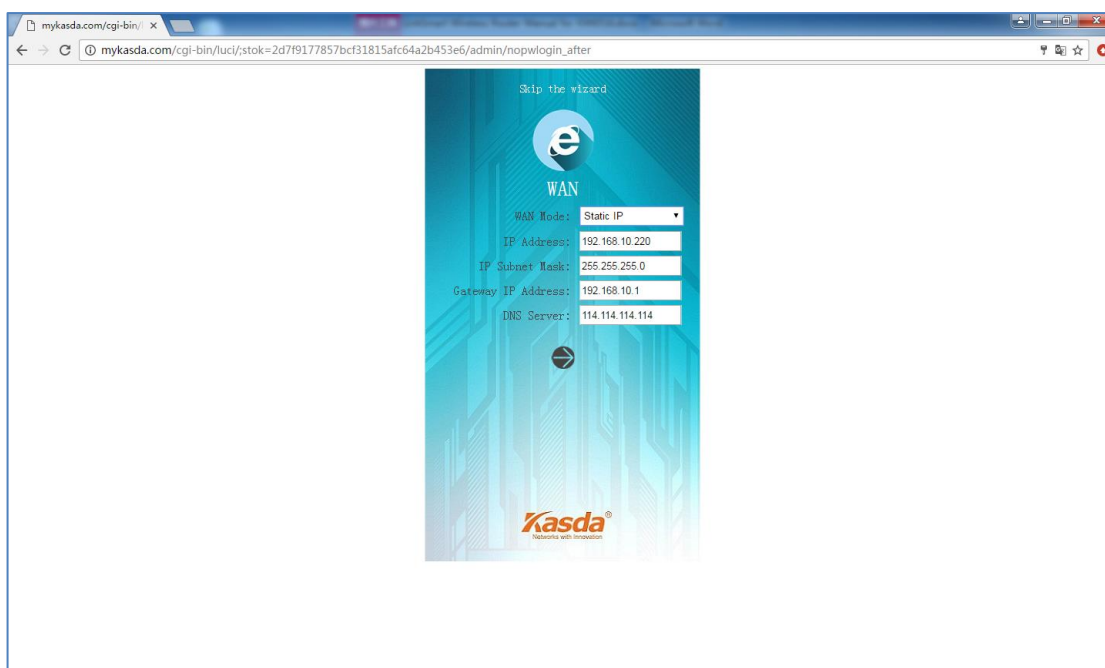 mykasda.com/cgi-bin/l
mykasda.com/cgi-bin/luci/;stok=2d7f9177857bcf31815afc64a2b453e6/admin/nopwlogin_after
Skip the wizard
WAN
WAN Mode: Static IP
IP Address: 192.168.10.220
IP Subnet Mask: 255.255.255.0
Gateway IP Address: 192.168.10.1
DNS Server: 114.114.114.114
Kasda®
Networks with Innovation